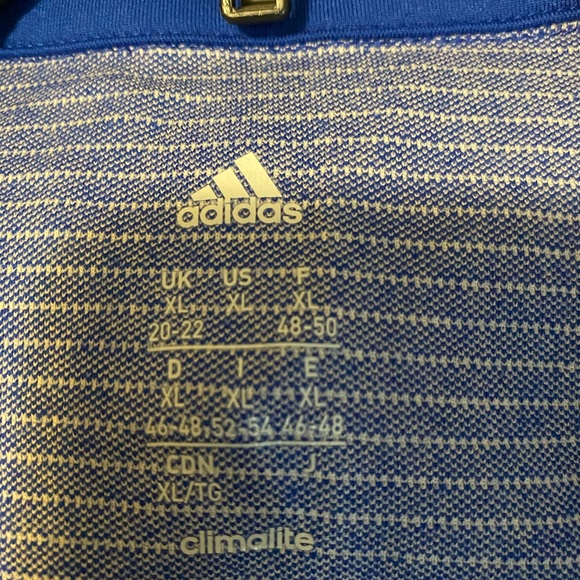 adidas
UK US F
XL XL XL
20-22 48-50
D I E
XL XL XL
46-48 52-54 46-48
CDN J
XL/TG
climalite